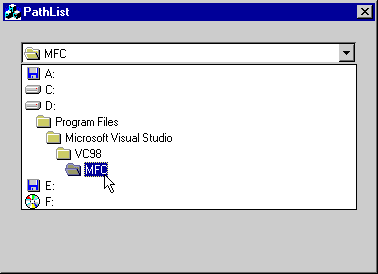 PathList
MFC
A:
C:
D:
Program Files
Microsoft Visual Studio
VC98
MFC
E:
F: